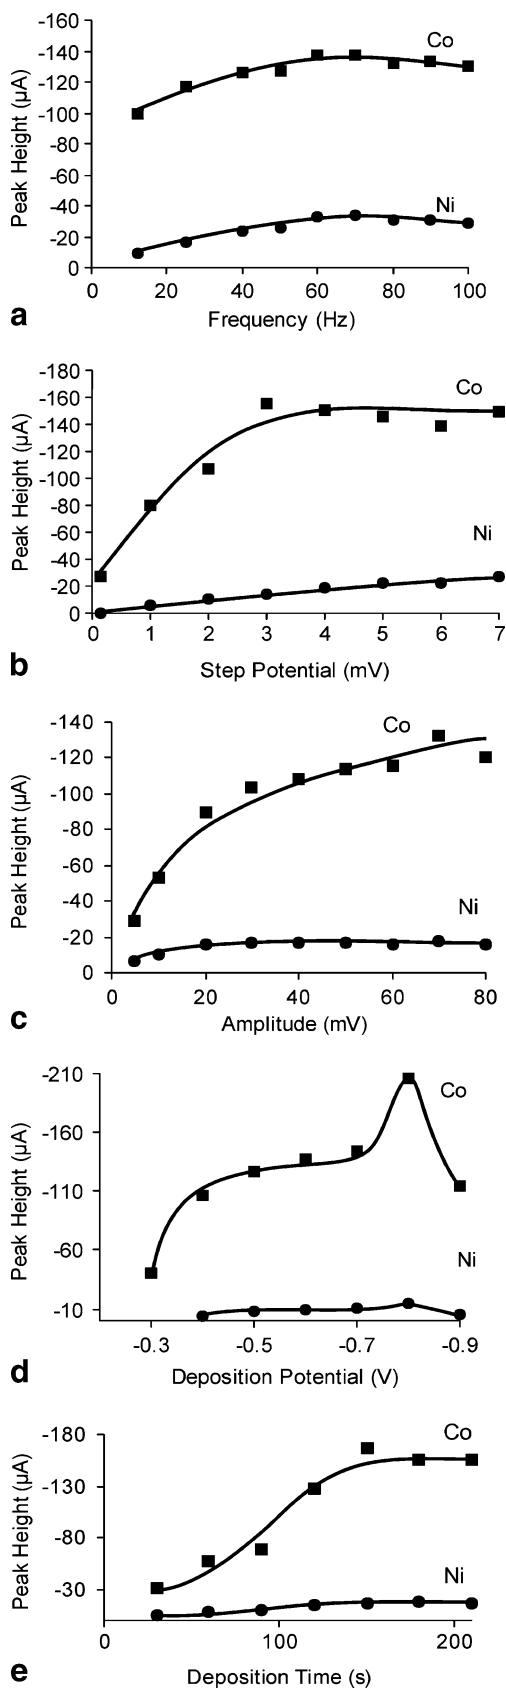 -160
-140
-120
-100
-80
-60
-40
-20
0
Peak Height (µA)
Co
Ni
0 20 40 60 80 100
Frequency (Hz)
a
-180
-160
-140
-120
-100
-80
-60
-40
-20
0
Peak Height (µA)
Co
Ni
0 1 2 3 4 5 6 7
Step Potential (mV)
b
-140
-120
-100
-80
-60
-40
-20
0
Peak Height (µA)
Co
Ni
0 20 40 60 80
Amplitude (mV)
c
-210
-160
-110
-60
-10
Peak Height (µA)
Co
Ni
-0.3 -0.5 -0.7 -0.9
Deposition Potential (V)
d
-180
-130
-80
-30
Peak Height (µA)
Co
Ni
0 100 200
Deposition Time (s)
e